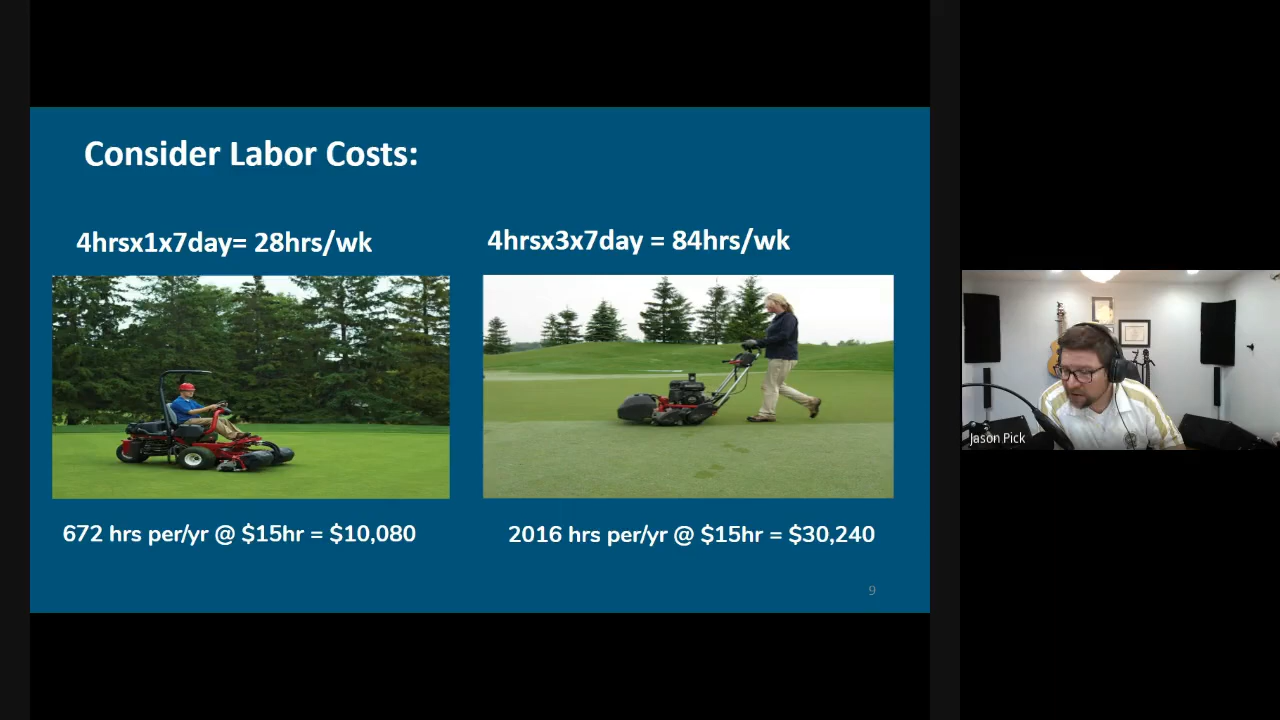 Consider Labor Costs:
4hrsx1x7day= 28hrs/wk
4hrsx3x7day = 84hrs/wk
672 hrs per/yr @ $15hr = $10,080
2016 hrs per/yr @ $15hr = $30,240
9
Jason Pick